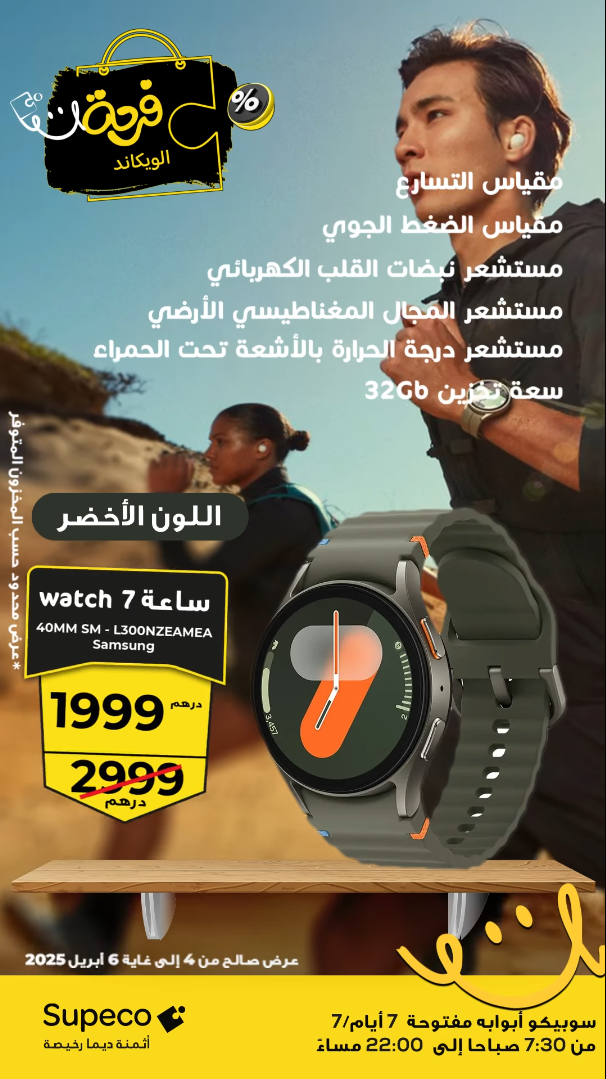 فرحة
الويكاند
%
مقياس التسارع
مقياس الضغط الجوي
مستشعر نبضات القلب الكهربائي
مستشعر المجال المغناطيسي الأرضي
مستشعر درجة الحرارة بالأشعة تحت الحمراء
سعة تخزين 32Gb
*عرض محدود حسب المخزون المتوفر
اللون الأخضر
ساعة watch 7
40MM SM - L300NZEAMEA
Samsung
1999 درهم
2999
درهم
3,457
عرض صالح من 4 إلى غاية 6 أبريل 2025
Supeco
أثمنة ديما رخيصة
سوبيكو أبوابه مفتوحة 7 أيام/7
من 7:30 صباحا إلى 22:00 مساءً